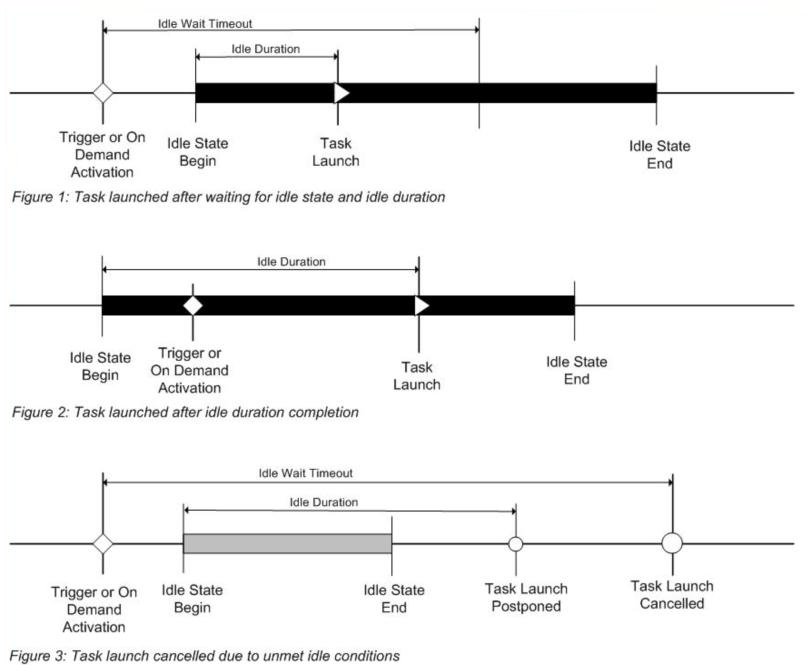 Idle Wait Timeout
Idle Duration
Trigger or On
Demand
Activation
Idle State
Begin
Task
Launch
Idle State
End
Figure 1: Task launched after waiting for idle state and idle duration
Idle Duration
Idle State
Begin
Trigger or
On Demand
Activation
Task
Launch
Idle State
End
Figure 2: Task launched after idle duration completion
Idle Wait Timeout
Idle Duration
Trigger or On
Demand
Activation
Idle State
Begin
Idle State
End
Task Launch
Postponed
Task Launch
Cancelled
Figure 3: Task launch cancelled due to unmet idle conditions